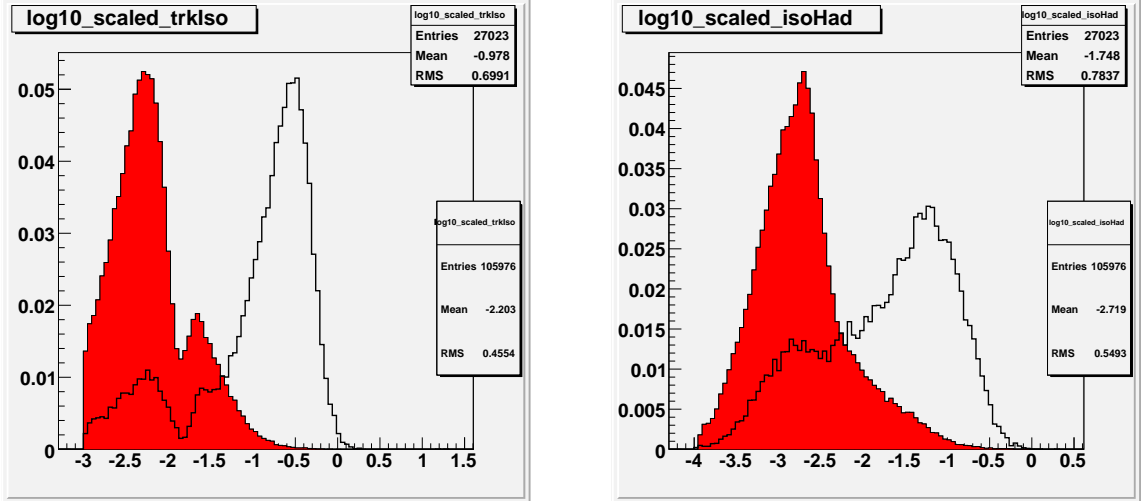 log10_scaled_trkIso
log10_scaled_trkIso
Entries 27023
Mean -0.978
RMS 0.6991
log10_scaled_trkIso
Entries 105976
Mean -2.203
RMS 0.4554
0.05
0.04
0.03
0.02
0.01
0
-3 -2.5 -2 -1.5 -1 -0.5 0 0.5 1 1.5
log10_scaled_isoHad
log10_scaled_isoHad
Entries 27023
Mean -1.748
RMS 0.7837
log10_scaled_isoHad
Entries 105976
Mean -2.719
RMS 0.5493
0.045
0.04
0.035
0.03
0.025
0.02
0.015
0.01
0.005
0
-4 -3.5 -3 -2.5 -2 -1.5 -1 -0.5 0 0.5